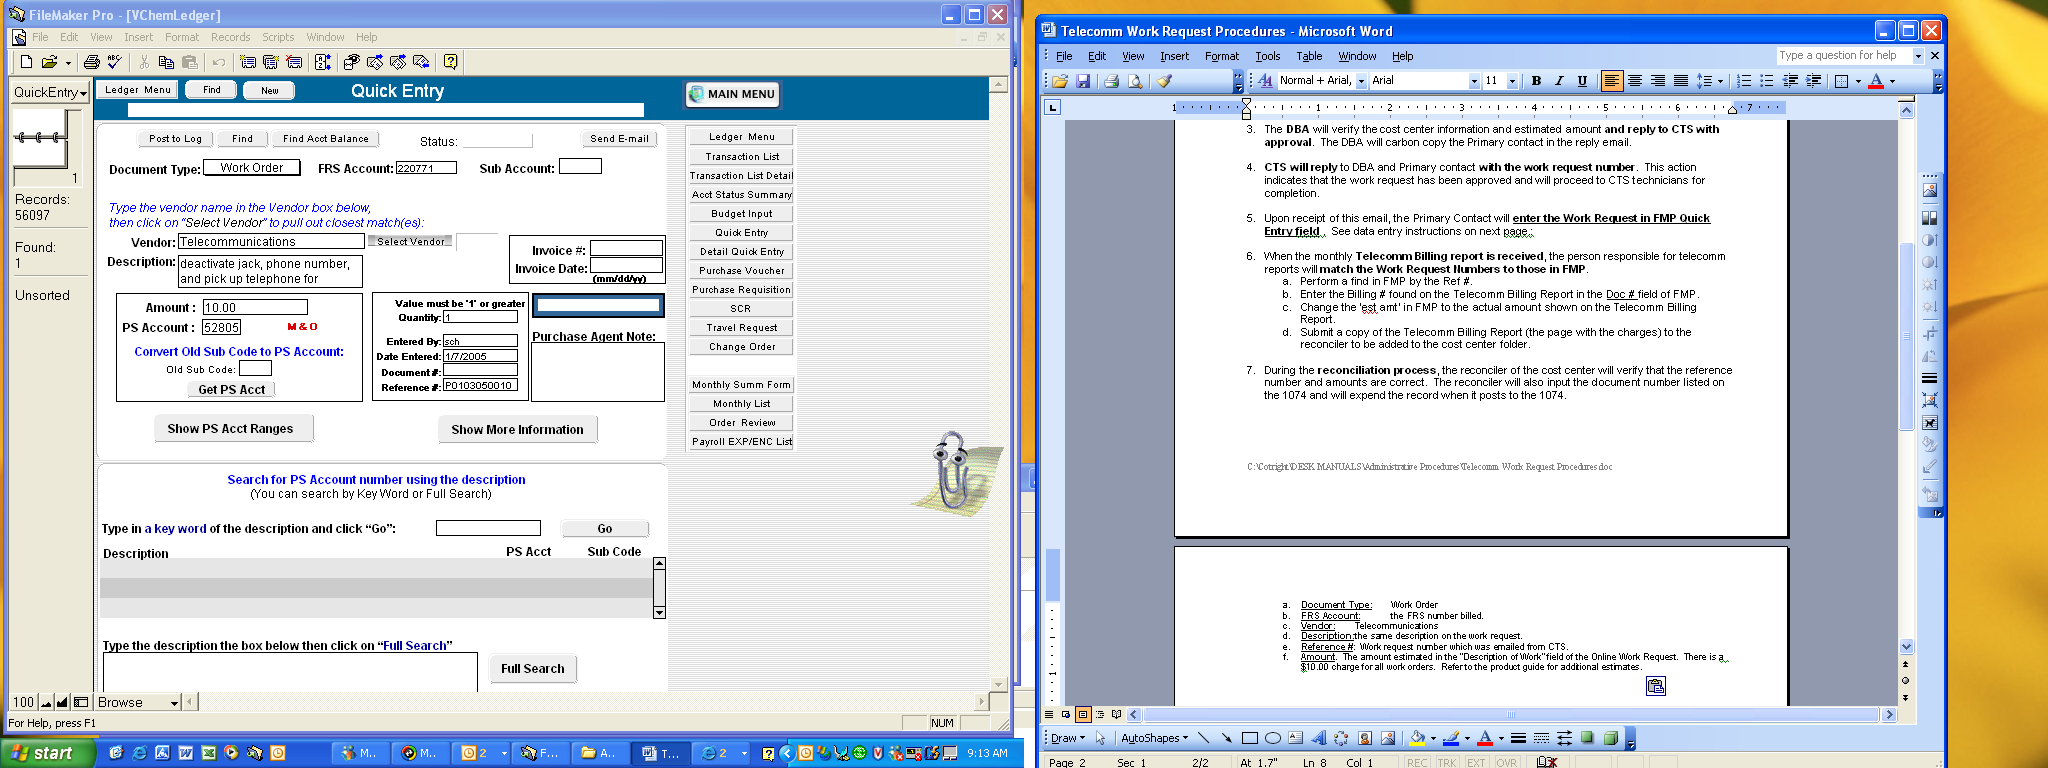 FileMaker Pro - [VChemLedger]
File Edit View Insert Format Records Scripts Window Help
QuickEntry
Ledger Menu Find New Quick Entry MAIN MENU
1
Records:
56097
Found:
1
Unsorted
Post to Log Find Find Acct Balance Status: Send E-mail
Document Type: Work Order FRS Account: 220771 Sub Account:
Type the vendor name in the Vendor box below,
then click on "Select Vendor" to pull out closest match(es):
Vendor: Telecommunications Select Vendor
Description: deactivate jack, phone number,
and pick up telephone for
Invoice #:
Invoice Date:
(mm/dd/yy)
Amount : 10.00
PS Account : 52805 M & O
Convert Old Sub Code to PS Account:
Old Sub Code:
Get PS Acct
Value must be '1' or greater
Quantity: 1
Entered By: sch
Date Entered: 1/7/2005
Document #:
Reference #: P0103050010
Purchase Agent Note:
Show PS Acct Ranges Show More Information
Ledger Menu
Transaction List
Transaction List Detail
Acct Status Summary
Budget Input
Quick Entry
Detail Quick Entry
Purchase Voucher
Purchase Requisition
SCR
Travel Request
Change Order
Monthly Summ Form
Monthly List
Order Review
Payroll EXP/ENC List
Search for PS Account number using the description
(You can search by Key Word or Full Search)
Type in a key word of the description and click “Go”: Go
Description PS Acct Sub Code
Type the description the box below then click on “Full Search”
Full Search
100 Browse
For Help, press F1 NUM
start M... M... 2 F... A... T... 2 9:13 AM
Telecomm Work Request Procedures - Microsoft Word
File Edit View Insert Format Tools Table Window Help Type a question for help
Normal + Arial, Arial 11 B I U
1 1 2 3 4 5 6 7
3. The DBA will verify the cost center information and estimated amount and reply to CTS with
approval. The DBA will carbon copy the Primary contact in the reply email.
4. CTS will reply to DBA and Primary contact with the work request number. This action
indicates that the work request has been approved and will proceed to CTS technicians for
completion.
5. Upon receipt of this email, the Primary Contact will enter the Work Request in FMP Quick
Entry field. See data entry instructions on next page.:
6. When the monthly Telecomm Billing report is received, the person responsible for telecomm
reports will match the Work Request Numbers to those in FMP.
a. Perform a find in FMP by the Ref #.
b. Enter the Billing # found on the Telecomm Billing Report in the Doc # field of FMP.
c. Change the 'est amt' in FMP to the actual amount shown on the Telecomm Billing
Report.
d. Submit a copy of the Telecomm Billing Report (the page with the charges) to the
reconciler to be added to the cost center folder.
7. During the reconciliation process, the reconciler of the cost center will verify that the reference
number and amounts are correct. The reconciler will also input the document number listed on
the 1074 and will expend the record when it posts to the 1074.
C:\Cotright\DESK MANUALS\Administrative Procedures\Telecomm Work Request Procedures.doc
a. Document Type: Work Order
b. FRS Account: the FRS number billed.
c. Vendor: Telecommunications
d. Description:the same description on the work request.
e. Reference #: Work request number which was emailed from CTS.
f. Amount. The amount estimated in the "Description of Work" field of the Online Work Request. There is a
$10.00 charge for all work orders. Refer to the product guide for additional estimates.
Draw AutoShapes
Page 2 Sec 1 2/2 At 1.7" Ln 8 Col 1 REC TRK EXT OVR